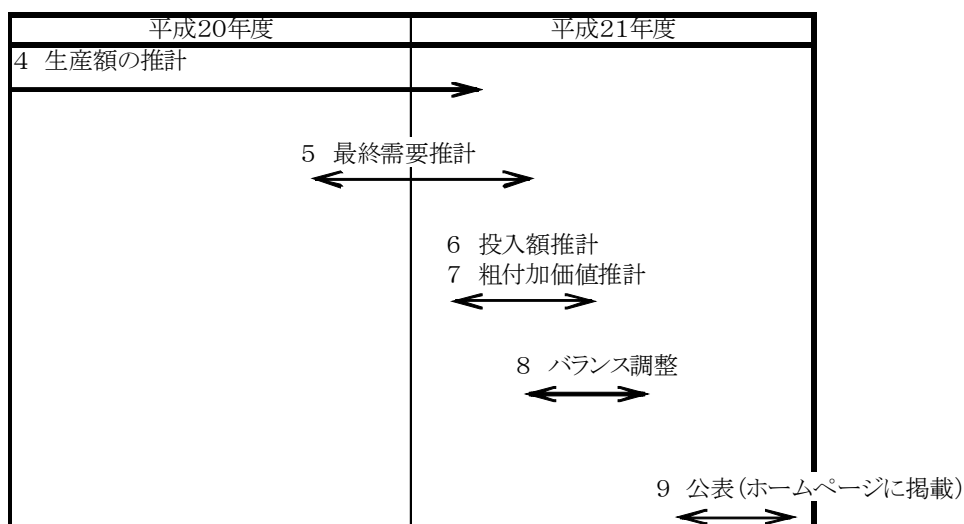 平成20年度 平成21年度
4 生産額の推計
5 最終需要推計
6 投入額推計
7 粗付加価値推計
8 バランス調整
9 公表(ホームページに掲載)